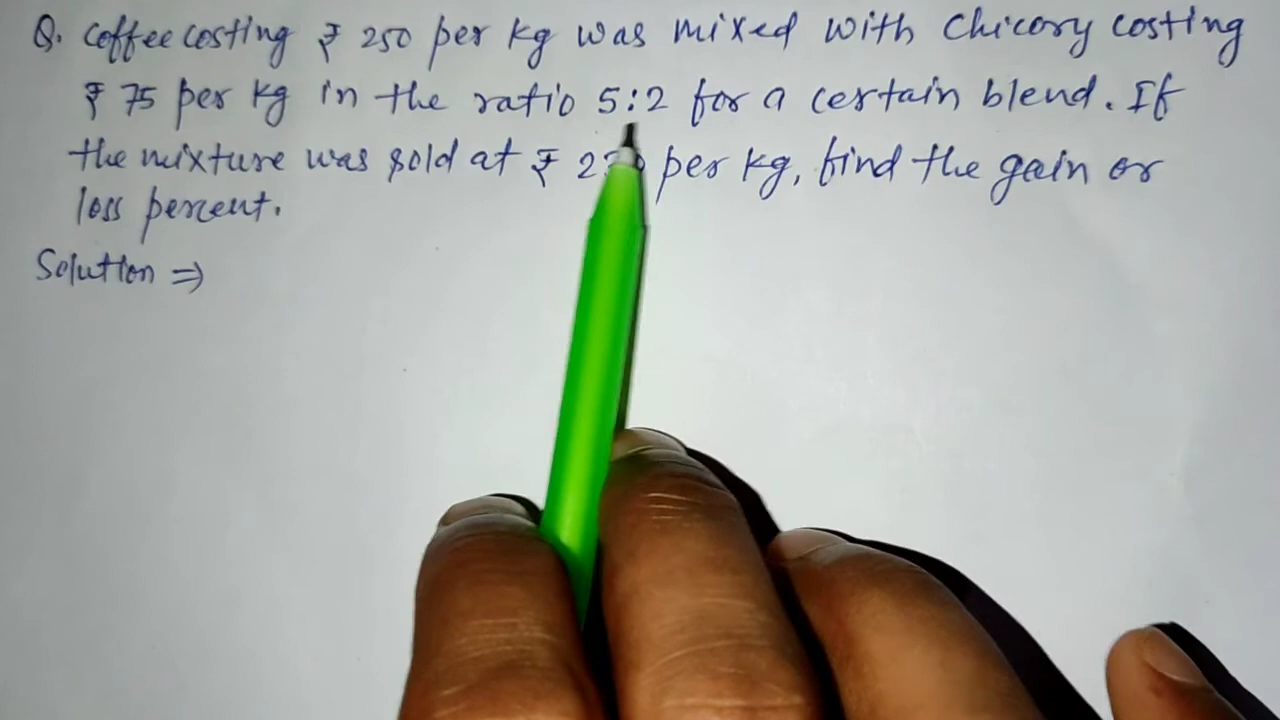 Q. Coffee costing ₹ 250 per kg was mixed with Chicory costing
₹ 75 per kg in the ratio 5:2 for a certain blend. If
the mixture was sold at ₹ per kg, find the gain or
loss percent.
Solution ⇒